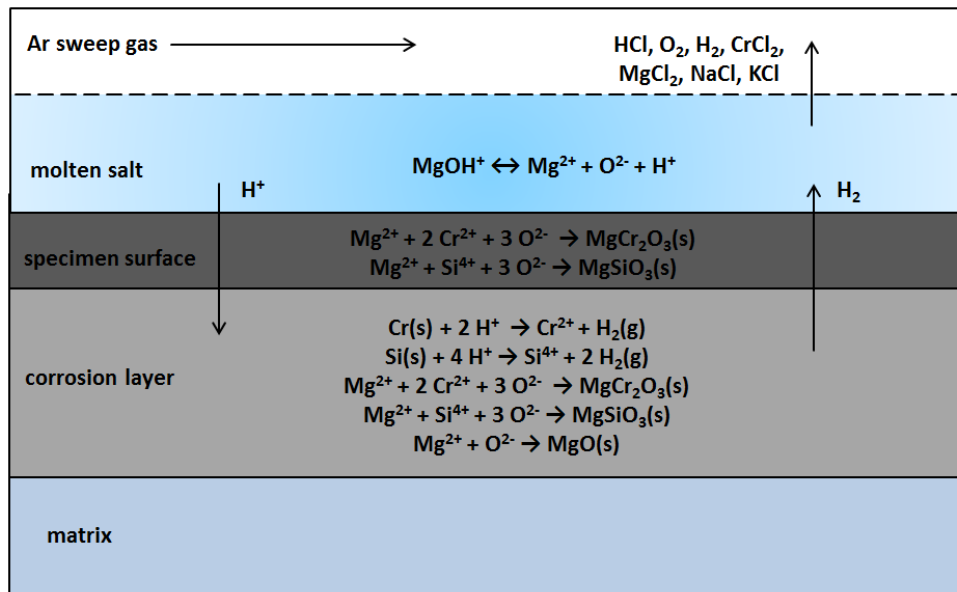 Ar sweep gas
HCl, O₂, H₂, CrCl₂,
MgCl₂, NaCl, KCl
molten salt
MgOH⁺ ↔ Mg²⁺ + O²⁻ + H⁺
H⁺
H₂
specimen surface
Mg²⁺ + 2 Cr²⁺ + 3 O²⁻ → MgCr₂O₃(s)
Mg²⁺ + Si⁴⁺ + 3 O²⁻ → MgSiO₃(s)
corrosion layer
Cr(s) + 2 H⁺ → Cr²⁺ + H₂(g)
Si(s) + 4 H⁺ → Si⁴⁺ + 2 H₂(g)
Mg²⁺ + 2 Cr²⁺ + 3 O²⁻ → MgCr₂O₃(s)
Mg²⁺ + Si⁴⁺ + 3 O²⁻ → MgSiO₃(s)
Mg²⁺ + O²⁻ → MgO(s)
matrix